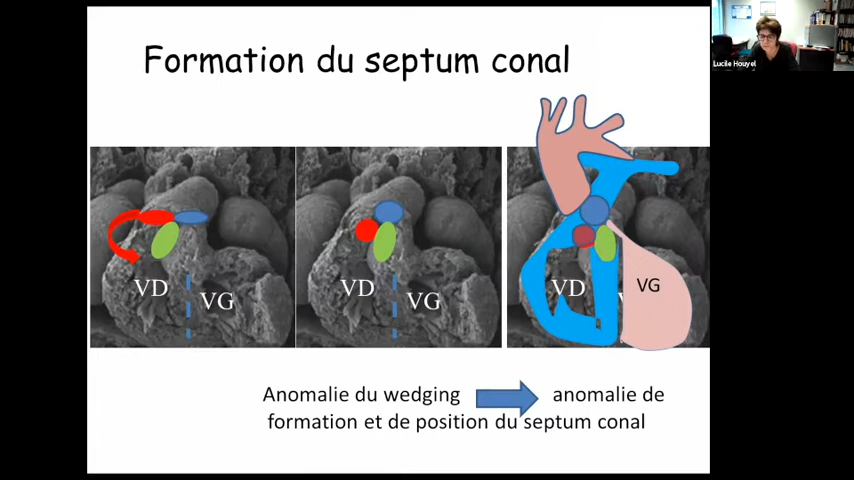 Formation du septum conal
Lucile Houyel
VD
VG
VD
VG
VD
VG
Anomalie du wedging anomalie de
formation et de position du septum conal